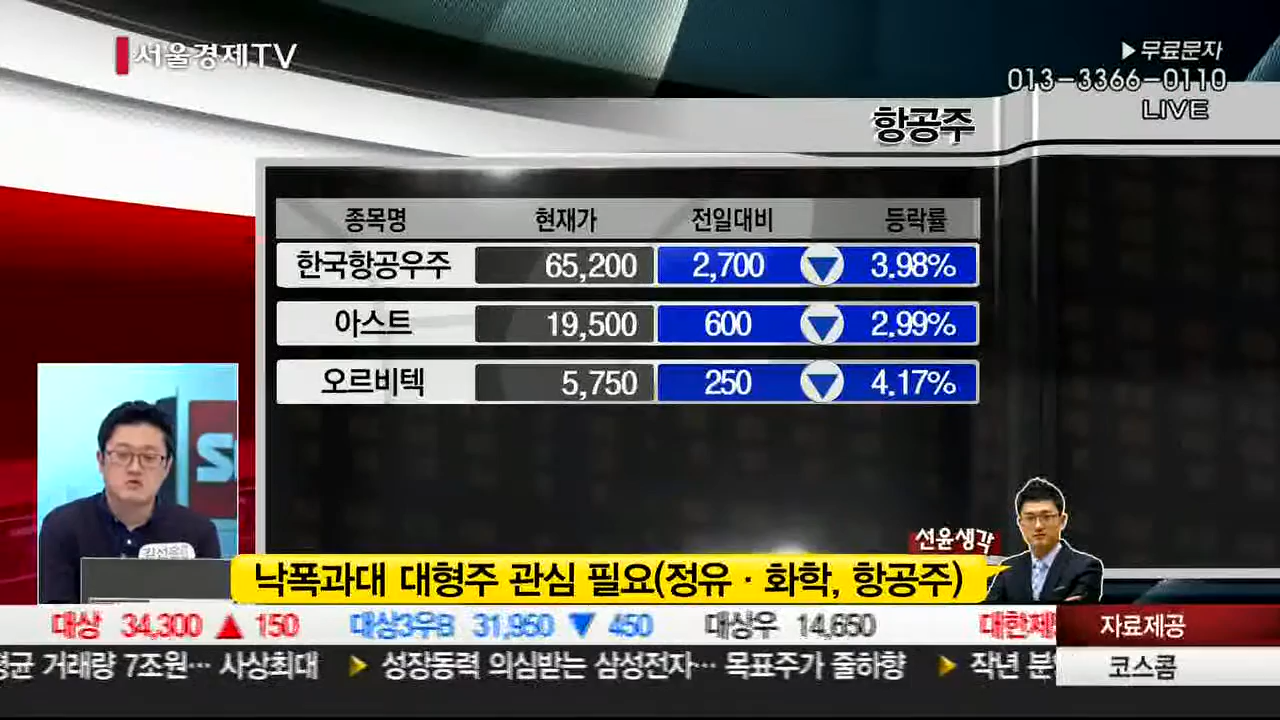 서울경제TV
▶무료문자
013-3366-0110
LIVE
항공주
종목명 현재가 전일대비 등락률
한국항공우주 65,200 2,700 ▼ 3.98%
아스트 19,500 600 ▼ 2.99%
오르비텍 5,750 250 ▼ 4.17%
선윤생각
낙폭과대 대형주 관심 필요(정유·화학, 항공주)
대상 34,300 ▲ 150 대상3우B 31,950 ▼ 450 대상우 14,650 대한제
자료제공
평균 거래량 7조원… 사상최대 ▶ 성장동력 의심받는 삼성전자… 목표주가 줄하향 ▶ 작년 분
코스콤